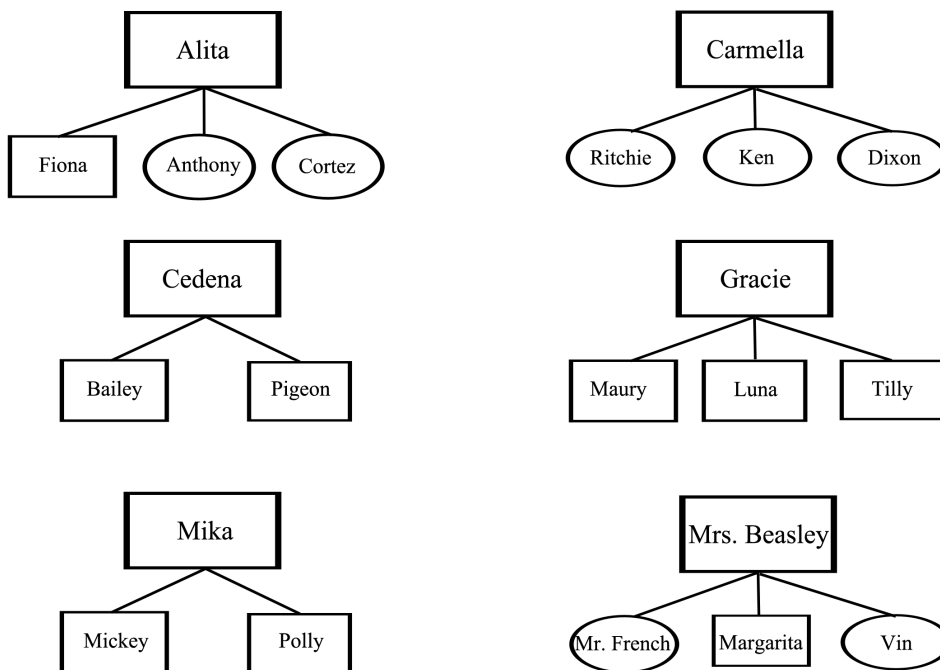 Alita
Carmella
Fiona
Anthony
Cortez
Ritchie
Ken
Dixon
Cedena
Gracie
Bailey
Pigeon
Maury
Luna
Tilly
Mika
Mrs. Beasley
Mickey
Polly
Mr. French
Margarita
Vin